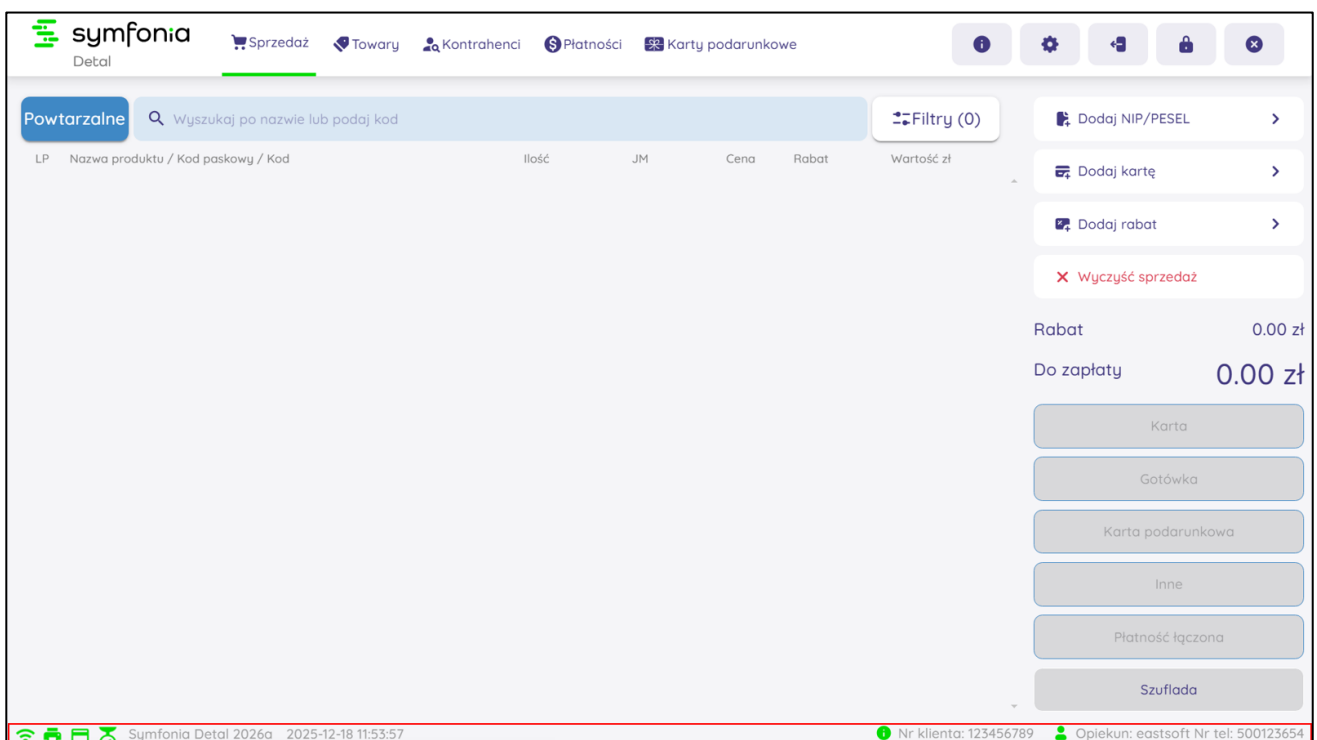 symfonia
Detal
Sprzedaż Towary Kontrahenci Płatności Karty podarunkowe
Powtarzalne Wyszukaj po nazwie lub podaj kod Filtry (0)
LP Nazwa produktu / Kod paskowy / Kod Ilość JM Cena Rabat Wartość zł
Dodaj NIP/PESEL
Dodaj kartę
Dodaj rabat
Wyczyść sprzedaż
Rabat 0.00 zł
Do zapłaty 0.00 zł
Karta
Gotówka
Karta podarunkowa
Inne
Płatność łączona
Szuflada
Symfonia Detal 2026a 2025-12-18 11:53:57 Nr klienta: 123456789 Opiekun: eastsoft Nr tel: 500123654